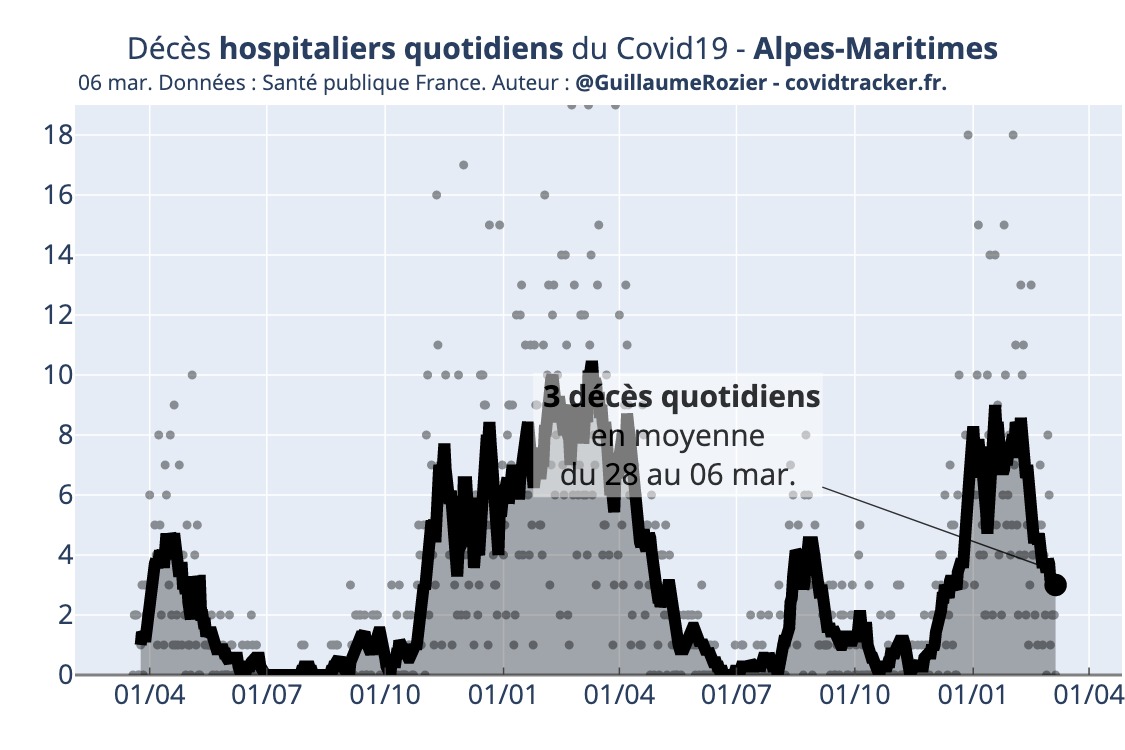 Décès hospitaliers quotidiens du Covid19 - Alpes-Maritimes
06 mar. Données : Santé publique France. Auteur : @GuillaumeRozier - covidtracker.fr.
18
16
14
12
10
8
6
4
2
0
3 décès quotidiens
en moyenne
du 28 au 06 mar.
01/04 01/07 01/10 01/01 01/04 01/07 01/10 01/01 01/04